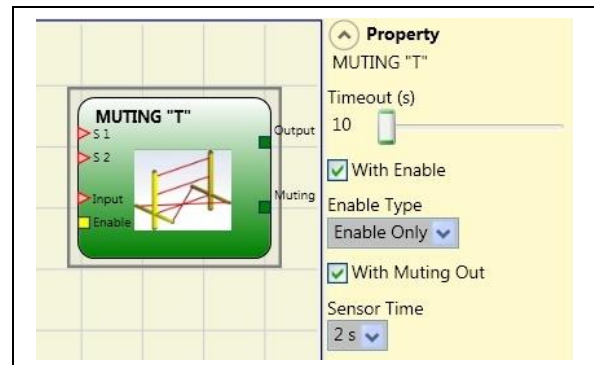 MUTING "T"
S 1
S 2
Input
Enable
Output
Muting
Property
MUTING "T"
Timeout (s)
10
With Enable
Enable Type
Enable Only
With Muting Out
Sensor Time
2 s